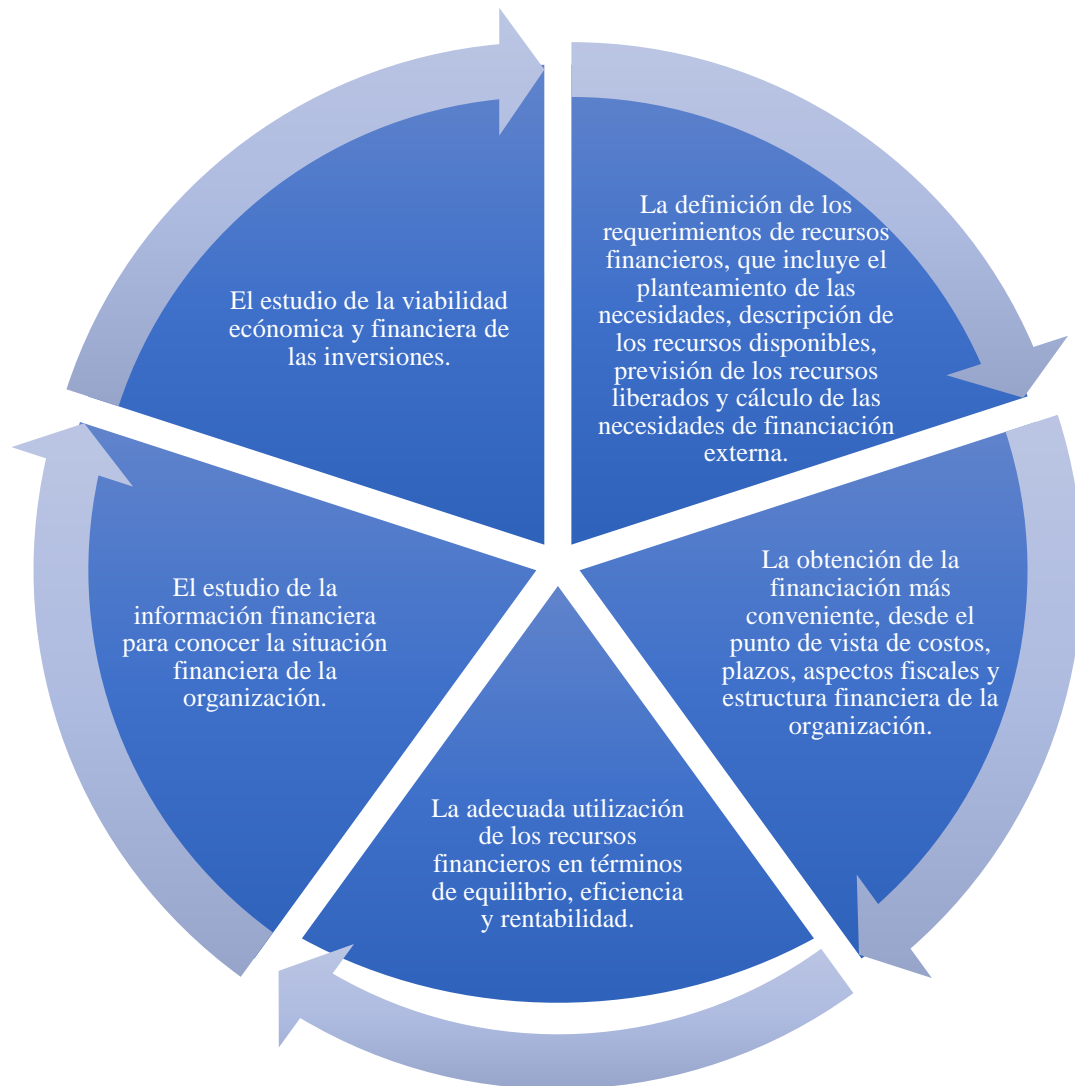 La definición de los
requerimientos de recursos
financieros, que incluye el
planteamiento de las
necesidades, descripción de
los recursos disponibles,
previsión de los recursos
liberados y cálculo de las
necesidades de financiación
externa.
La obtención de la
financiación más
conveniente, desde el
punto de vista de costos,
plazos, aspectos fiscales y
estructura financiera de la
organización.
La adecuada utilización
de los recursos
financieros en términos
de equilibrio, eficiencia
y rentabilidad.
El estudio de la
información financiera
para conocer la situación
financiera de la
organización.
El estudio de la viabilidad
ecónomica y financiera de
las inversiones.